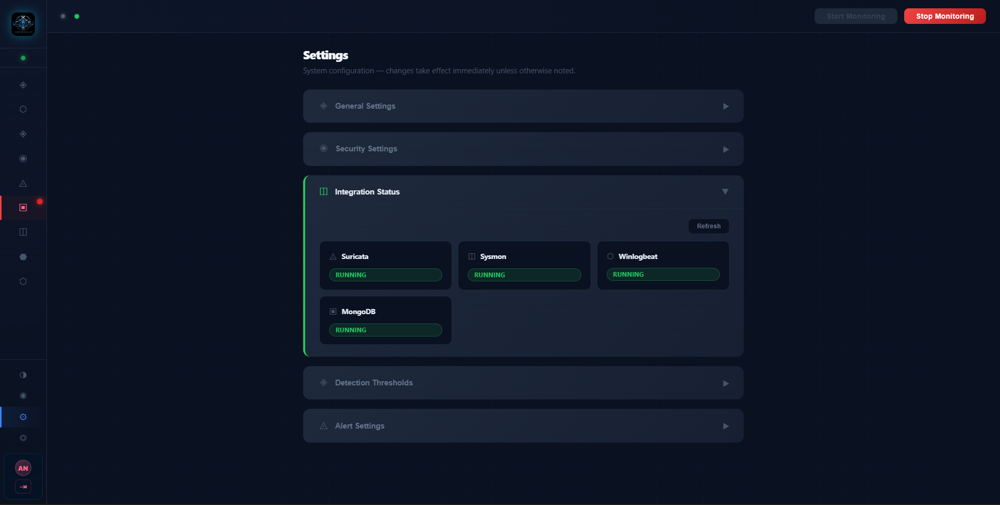 Start Monitoring
Stop Monitoring
Settings
System configuration — changes take effect immediately unless otherwise noted.
General Settings
Security Settings
Integration Status
Refresh
Suricata
RUNNING
Sysmon
RUNNING
Winlogbeat
RUNNING
MongoDB
RUNNING
Detection Thresholds
Alert Settings
AN